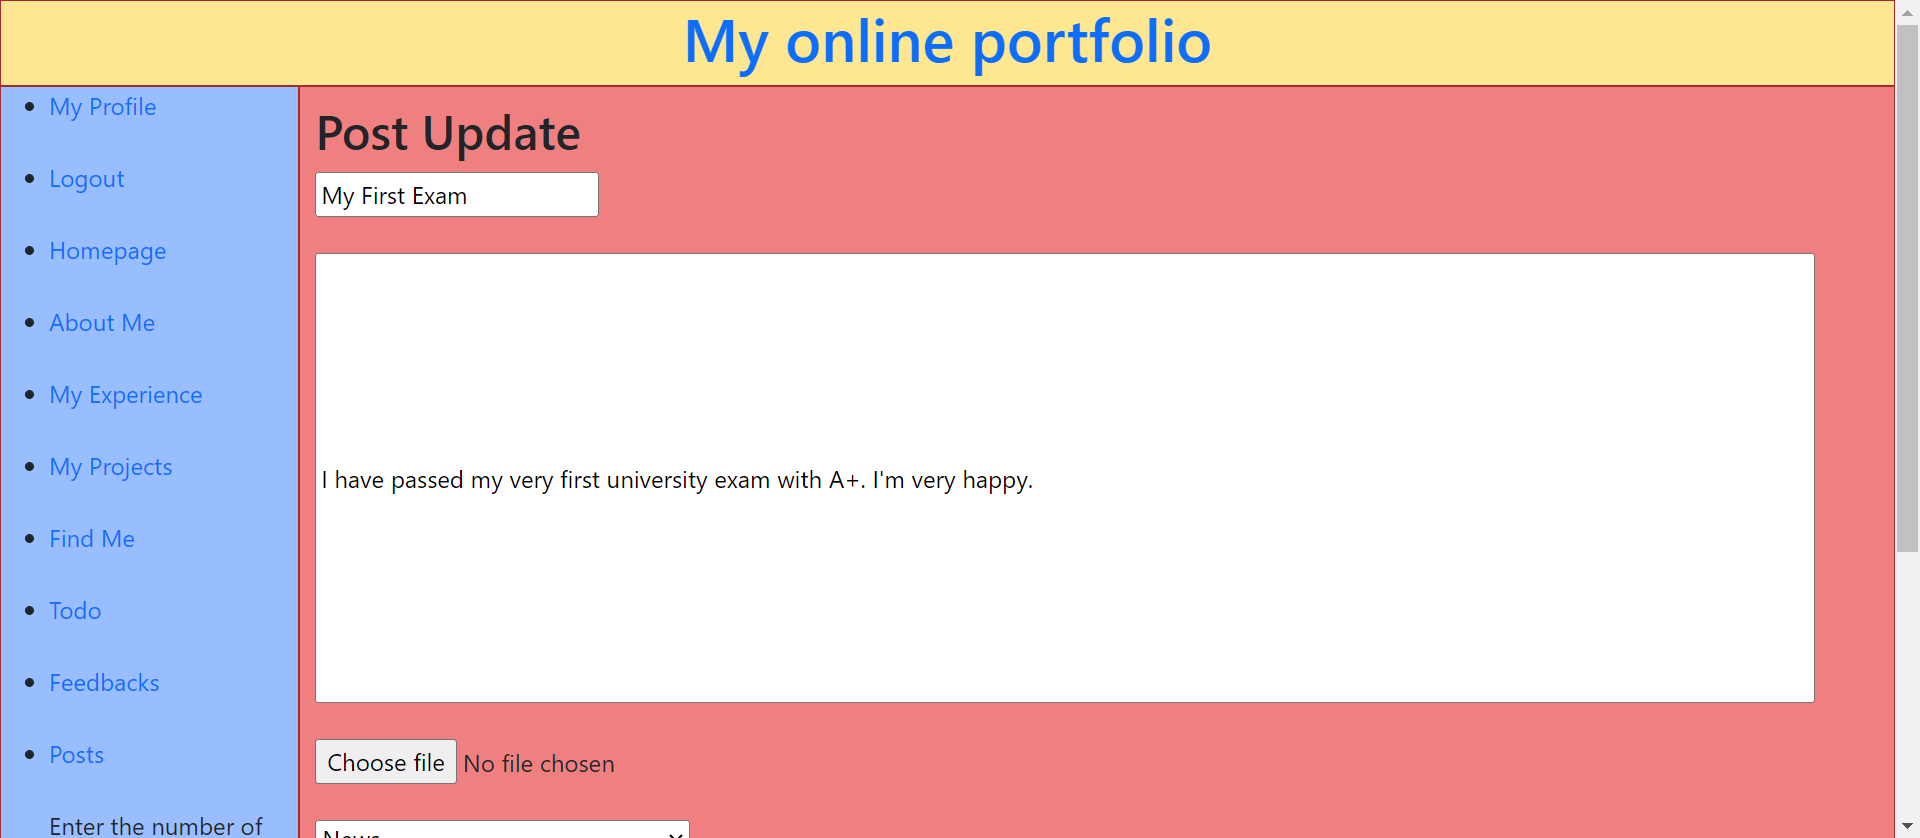 My online portfolio
My Profile
Logout
Homepage
About Me
My Experience
My Projects
Find Me
Todo
Feedbacks
Posts
Enter the number of
Post Update
My First Exam
I have passed my very first university exam with A+. I'm very happy.
Choose file No file chosen
News